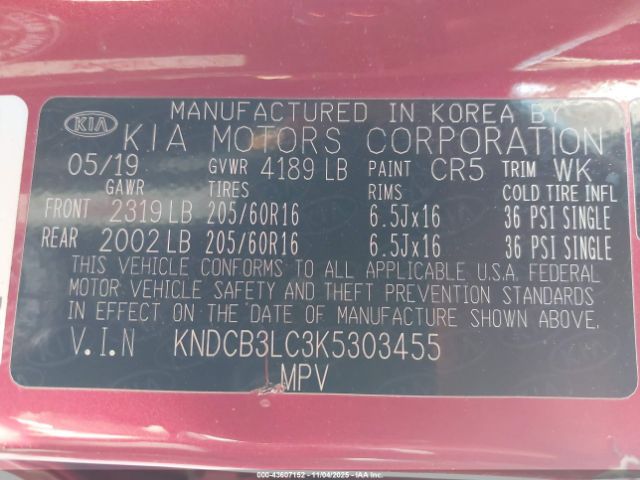 MANUFACTURED IN KOREA BY
KIA KIA MOTORS CORPORATION
05/19 GVWR 4189 LB PAINT CR5 TRIM WK
GAWR TIRES RIMS COLD TIRE INFL
FRONT 2319 LB 205/60R16 6.5Jx16 36 PSI SINGLE
REAR 2002 LB 205/60R16 6.5Jx16 36 PSI SINGLE
THIS VEHICLE CONFORMS TO ALL APPLICABLE U.S.A. FEDERAL
MOTOR VEHICLE SAFETY AND THEFT PREVENTION STANDARDS
IN EFFECT ON THE DATE OF MANUFACTURE SHOWN ABOVE.
V.I.N KNDCB3LC3K5303455
MPV
000-43607152 - 11/04/2025 - IAA Inc.